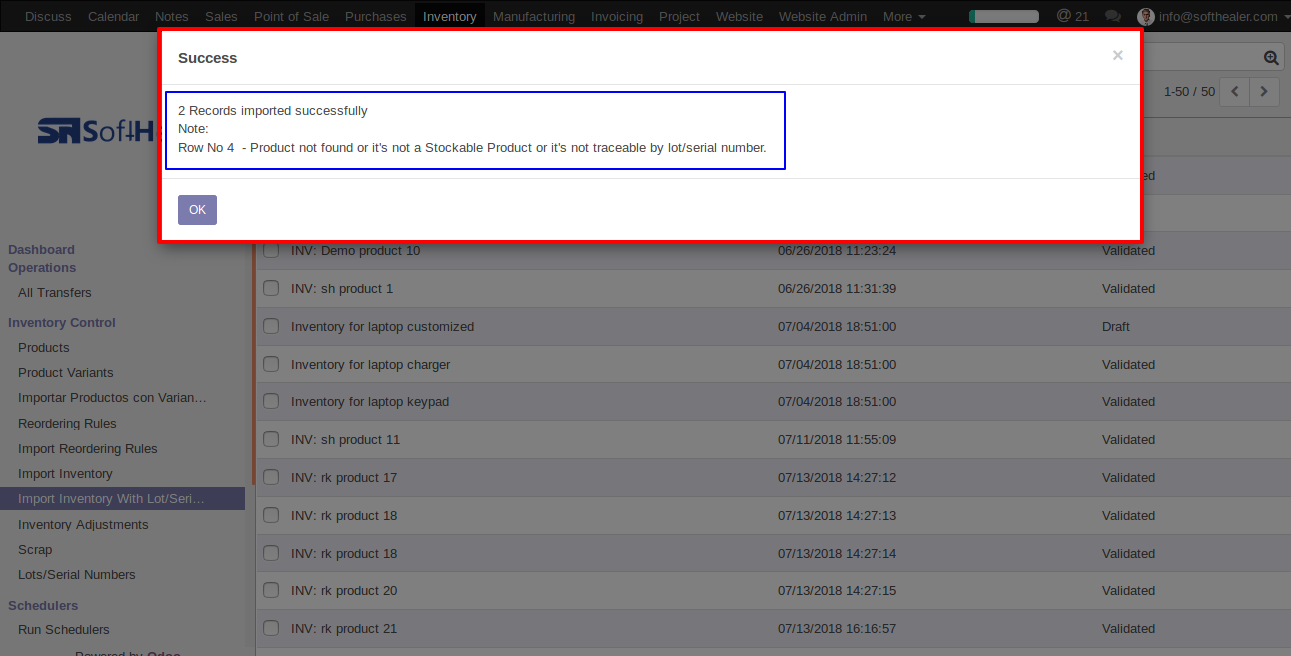 Discuss Calendar Notes Sales Point of Sale Purchases Inventory Manufacturing Invoicing Project Website Website Admin More @ 21 info@softhealer.com
Success ×
2 Records imported successfully
Note:
Row No 4 - Product not found or it's not a Stockable Product or it's not traceable by lot/serial number.
OK
1-50 / 50
Dashboard
Operations
All Transfers
Inventory Control
Products
Product Variants
Importar Productos con Varian…
Reordering Rules
Import Reordering Rules
Import Inventory
Import Inventory With Lot/Seri…
Inventory Adjustments
Scrap
Lots/Serial Numbers
Schedulers
Run Schedulers
Powered by Odoo
INV: Demo product 10 06/26/2018 11:23:24 Validated
INV: sh product 1 06/26/2018 11:31:39 Validated
Inventory for laptop customized 07/04/2018 18:51:00 Draft
Inventory for laptop charger 07/04/2018 18:51:00 Validated
Inventory for laptop keypad 07/04/2018 18:51:00 Validated
INV: sh product 11 07/11/2018 11:55:09 Validated
INV: rk product 17 07/13/2018 14:27:12 Validated
INV: rk product 18 07/13/2018 14:27:13 Validated
INV: rk product 18 07/13/2018 14:27:14 Validated
INV: rk product 20 07/13/2018 14:27:15 Validated
INV: rk product 21 07/13/2018 16:16:57 Validated